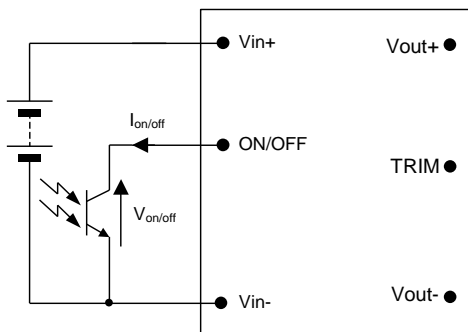 Vin+
Vout+
Ion/off
ON/OFF
TRIM
Von/off
Vin-
Vout-